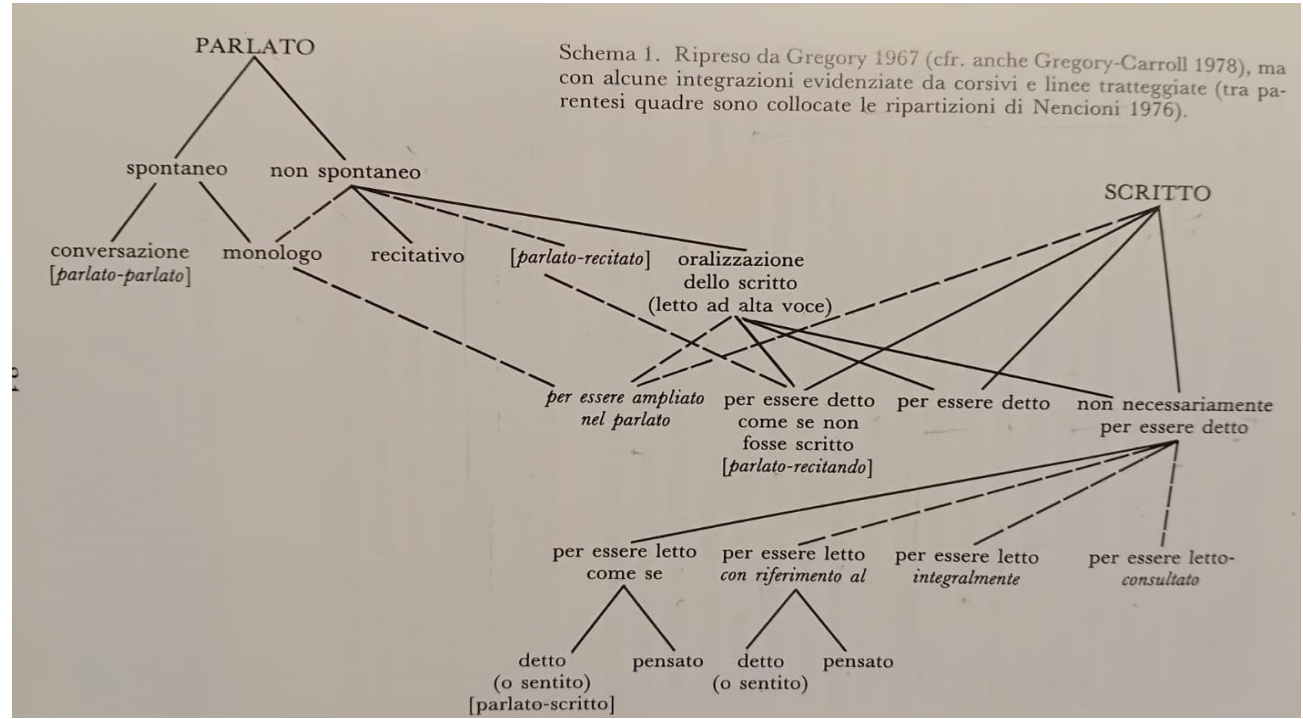 PARLATO
Schema 1. Ripreso da Gregory 1967 (cfr. anche Gregory-Carroll 1978), ma
con alcune integrazioni evidenziate da corsivi e linee tratteggiate (tra pa-
rentesi quadre sono collocate le ripartizioni di Nencioni 1976).
spontaneo
non spontaneo
SCRITTO
conversazione
[parlato-parlato]
monologo
recitativo
[parlato-recitato]
oralizzazione
dello scritto
(letto ad alta voce)
per essere ampliato
nel parlato
per essere detto
come se non
fosse scritto
[parlato-recitando]
per essere detto
non necessariamente
per essere detto
per essere letto
come se
per essere letto
con riferimento al
per essere letto
integralmente
per essere letto-
consultato
detto
(o sentito)
[parlato-scritto]
pensato
detto
(o sentito)
pensato